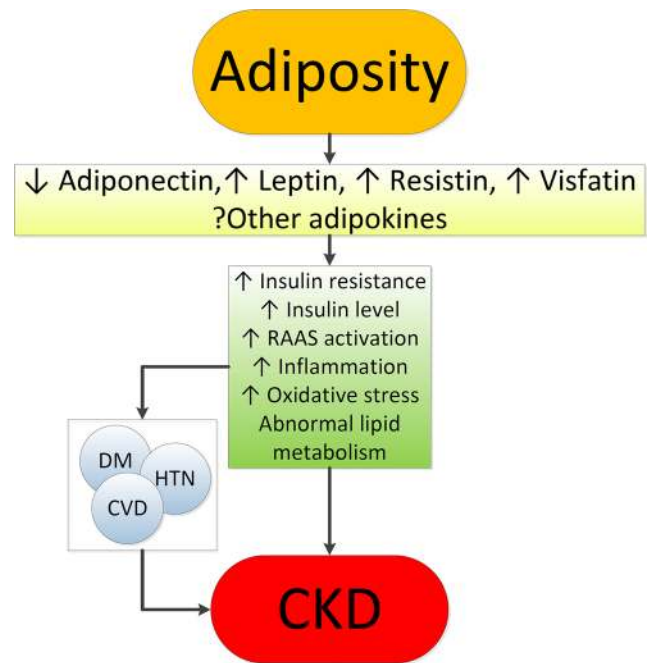 Adiposity
↓ Adiponectin,↑ Leptin, ↑ Resistin, ↑ Visfatin
?Other adipokines
↑ Insulin resistance
↑ Insulin level
↑ RAAS activation
↑ Inflammation
↑ Oxidative stress
Abnormal lipid
metabolism
DM
HTN
CVD
CKD